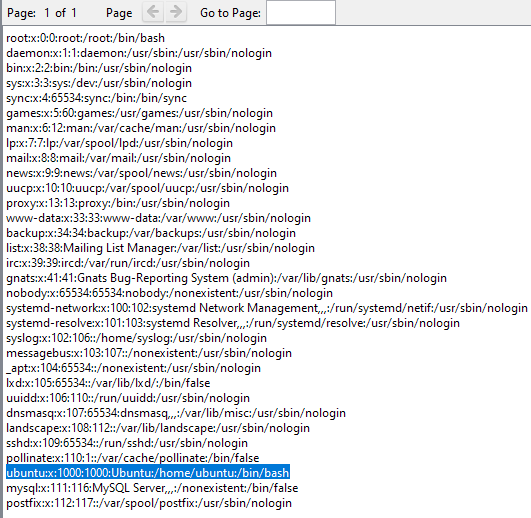 Page: 1 of 1 Page Go to Page:
root:x:0:0:root:/root:/bin/bash
daemon:x:1:1:daemon:/usr/sbin:/usr/sbin/nologin
bin:x:2:2:bin:/bin:/usr/sbin/nologin
sys:x:3:3:sys:/dev:/usr/sbin/nologin
sync:x:4:65534:sync:/bin:/bin/sync
games:x:5:60:games:/usr/games:/usr/sbin/nologin
man:x:6:12:man:/var/cache/man:/usr/sbin/nologin
lp:x:7:7:lp:/var/spool/lpd:/usr/sbin/nologin
mail:x:8:8:mail:/var/mail:/usr/sbin/nologin
news:x:9:9:news:/var/spool/news:/usr/sbin/nologin
uucp:x:10:10:uucp:/var/spool/uucp:/usr/sbin/nologin
proxy:x:13:13:proxy:/bin:/usr/sbin/nologin
www-data:x:33:33:www-data:/var/www:/usr/sbin/nologin
backup:x:34:34:backup:/var/backups:/usr/sbin/nologin
list:x:38:38:Mailing List Manager:/var/list:/usr/sbin/nologin
irc:x:39:39:ircd:/var/run/ircd:/usr/sbin/nologin
gnats:x:41:41:Gnats Bug-Reporting System (admin):/var/lib/gnats:/usr/sbin/nologin
nobody:x:65534:65534:nobody:/nonexistent:/usr/sbin/nologin
systemd-network:x:100:102:systemd Network Management,,,:/run/systemd/netif:/usr/sbin/nologin
systemd-resolve:x:101:103:systemd Resolver,,,:/run/systemd/resolve:/usr/sbin/nologin
syslog:x:102:106::/home/syslog:/usr/sbin/nologin
messagebus:x:103:107::/nonexistent:/usr/sbin/nologin
_apt:x:104:65534::/nonexistent:/usr/sbin/nologin
lxd:x:105:65534::/var/lib/lxd/:/bin/false
uuidd:x:106:110::/run/uuidd:/usr/sbin/nologin
dnsmasq:x:107:65534:dnsmasq,,,:/var/lib/misc:/usr/sbin/nologin
landscape:x:108:112::/var/lib/landscape:/usr/sbin/nologin
sshd:x:109:65534::/run/sshd:/usr/sbin/nologin
pollinate:x:110:1::/var/cache/pollinate:/bin/false
ubuntu:x:1000:1000:Ubuntu:/home/ubuntu:/bin/bash
mysql:x:111:116:MySQL Server,,,:/nonexistent:/bin/false
postfix:x:112:117::/var/spool/postfix:/usr/sbin/nologin